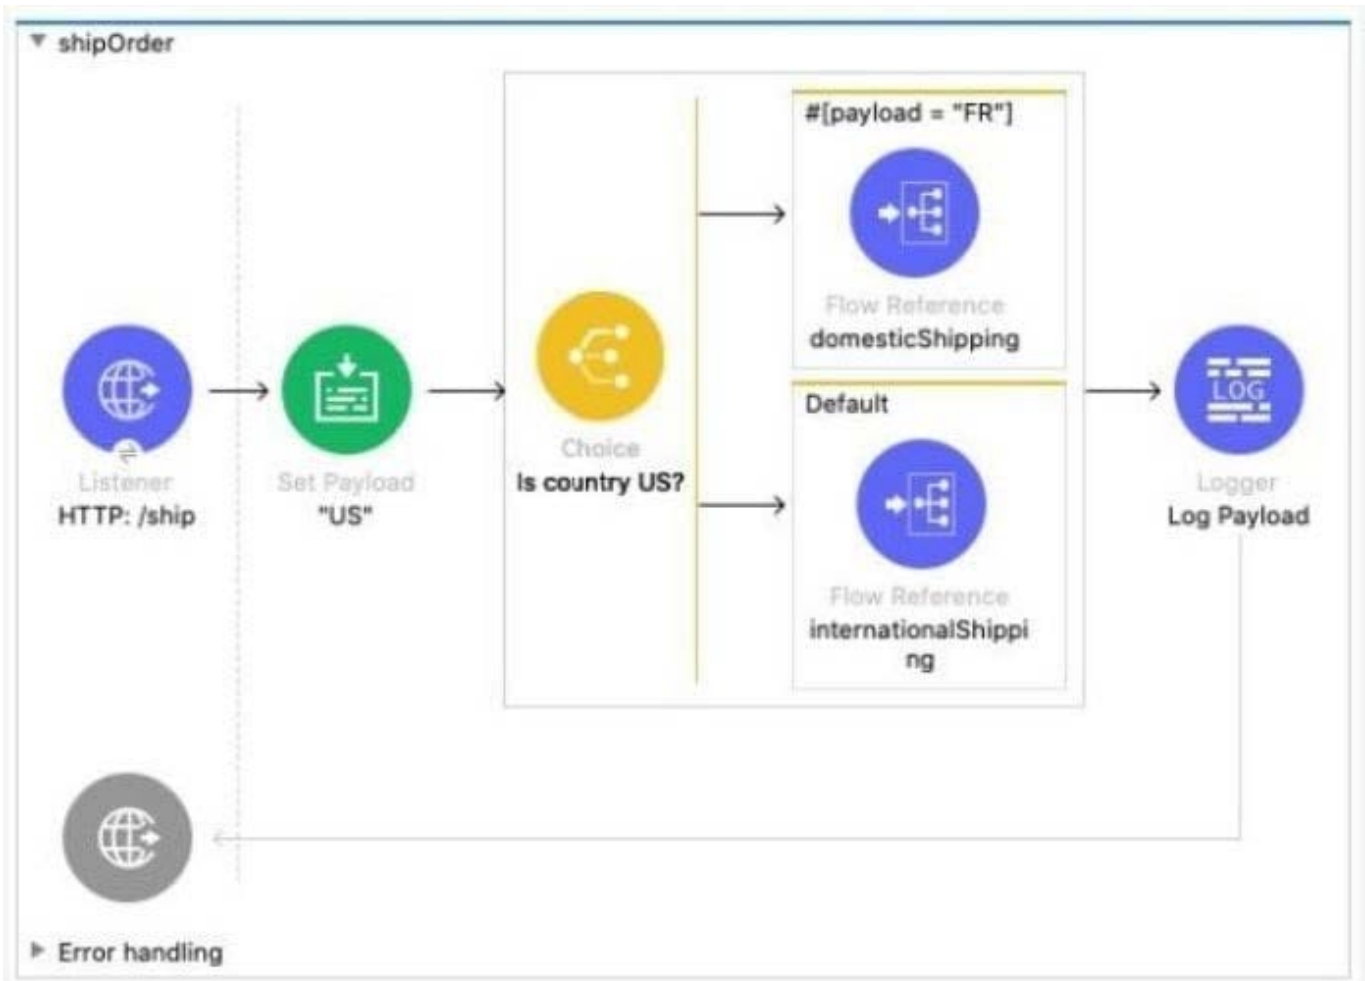 shipOrder
#[payload = "FR"]
Flow Reference
domesticShipping
Listener
HTTP: /ship
Set Payload
"US"
Choice
Is country US?
Default
Flow Reference
internationalShippi
ng
LOG
Logger
Log Payload
Error handling